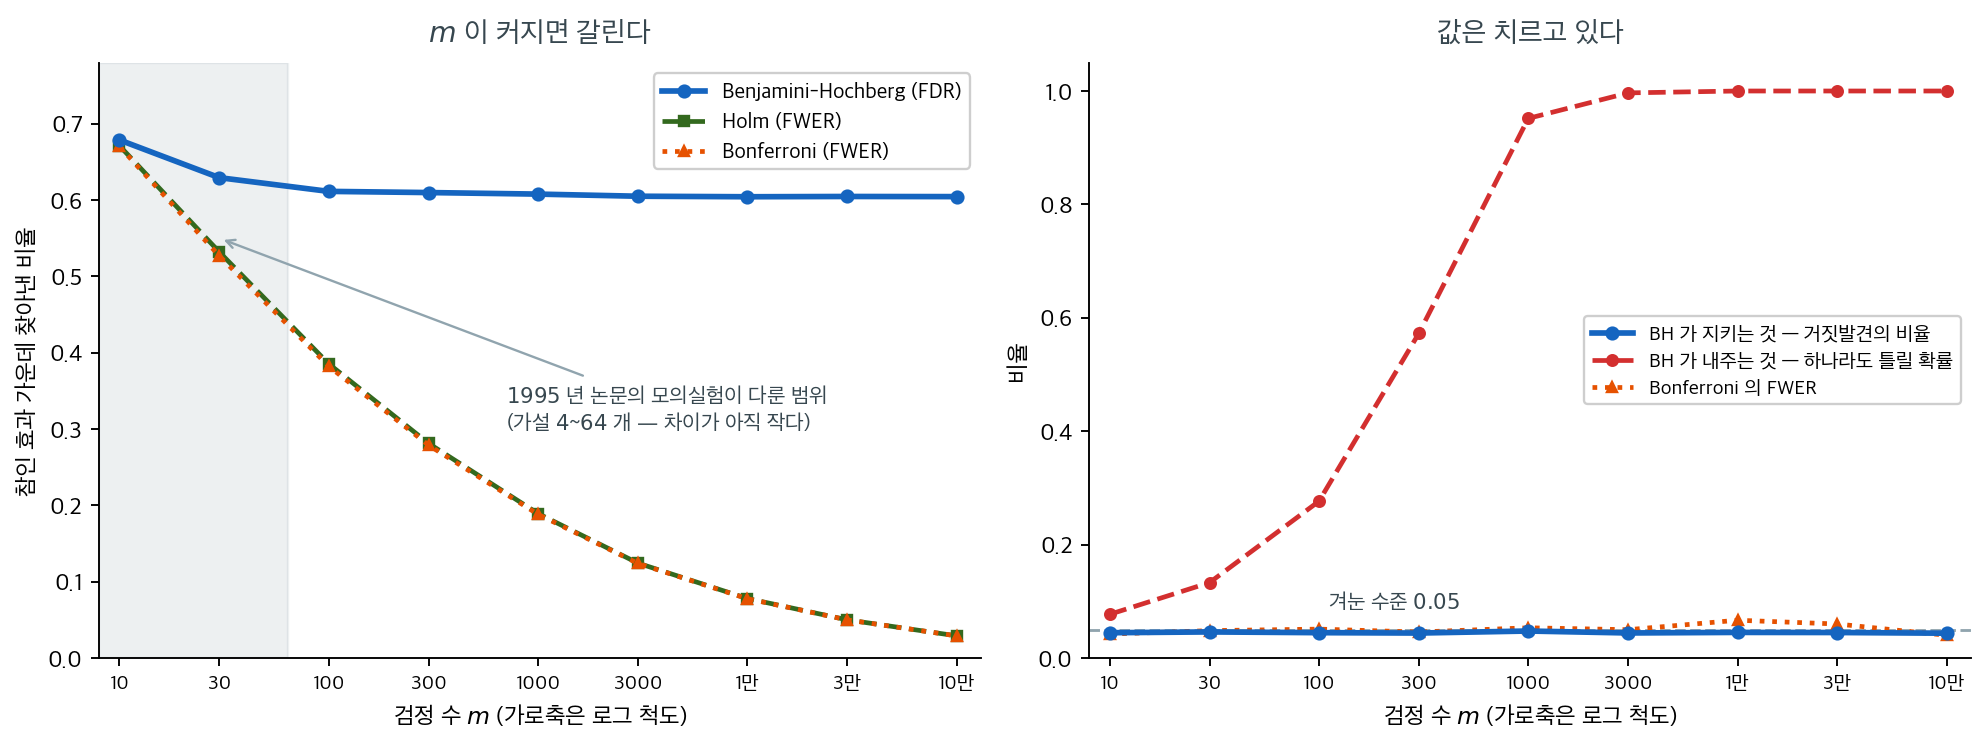 m 이 커지면 갈린다
참인 효과 가운데 찾아낸 비율
0.7
0.6
0.5
0.4
0.3
0.2
0.1
0.0
Benjamini-Hochberg (FDR)
Holm (FWER)
Bonferroni (FWER)
1995 년 논문의 모의실험이 다룬 범위
(가설 4~64 개 — 차이가 아직 작다)
10 30 100 300 1000 3000 1만 3만 10만
검정 수 m (가로축은 로그 척도)
값은 치르고 있다
비율
1.0
0.8
0.6
0.4
0.2
0.0
BH 가 지키는 것 — 거짓발견의 비율
BH 가 내주는 것 — 하나라도 틀릴 확률
Bonferroni 의 FWER
겨눈 수준 0.05
10 30 100 300 1000 3000 1만 3만 10만
검정 수 m (가로축은 로그 척도)